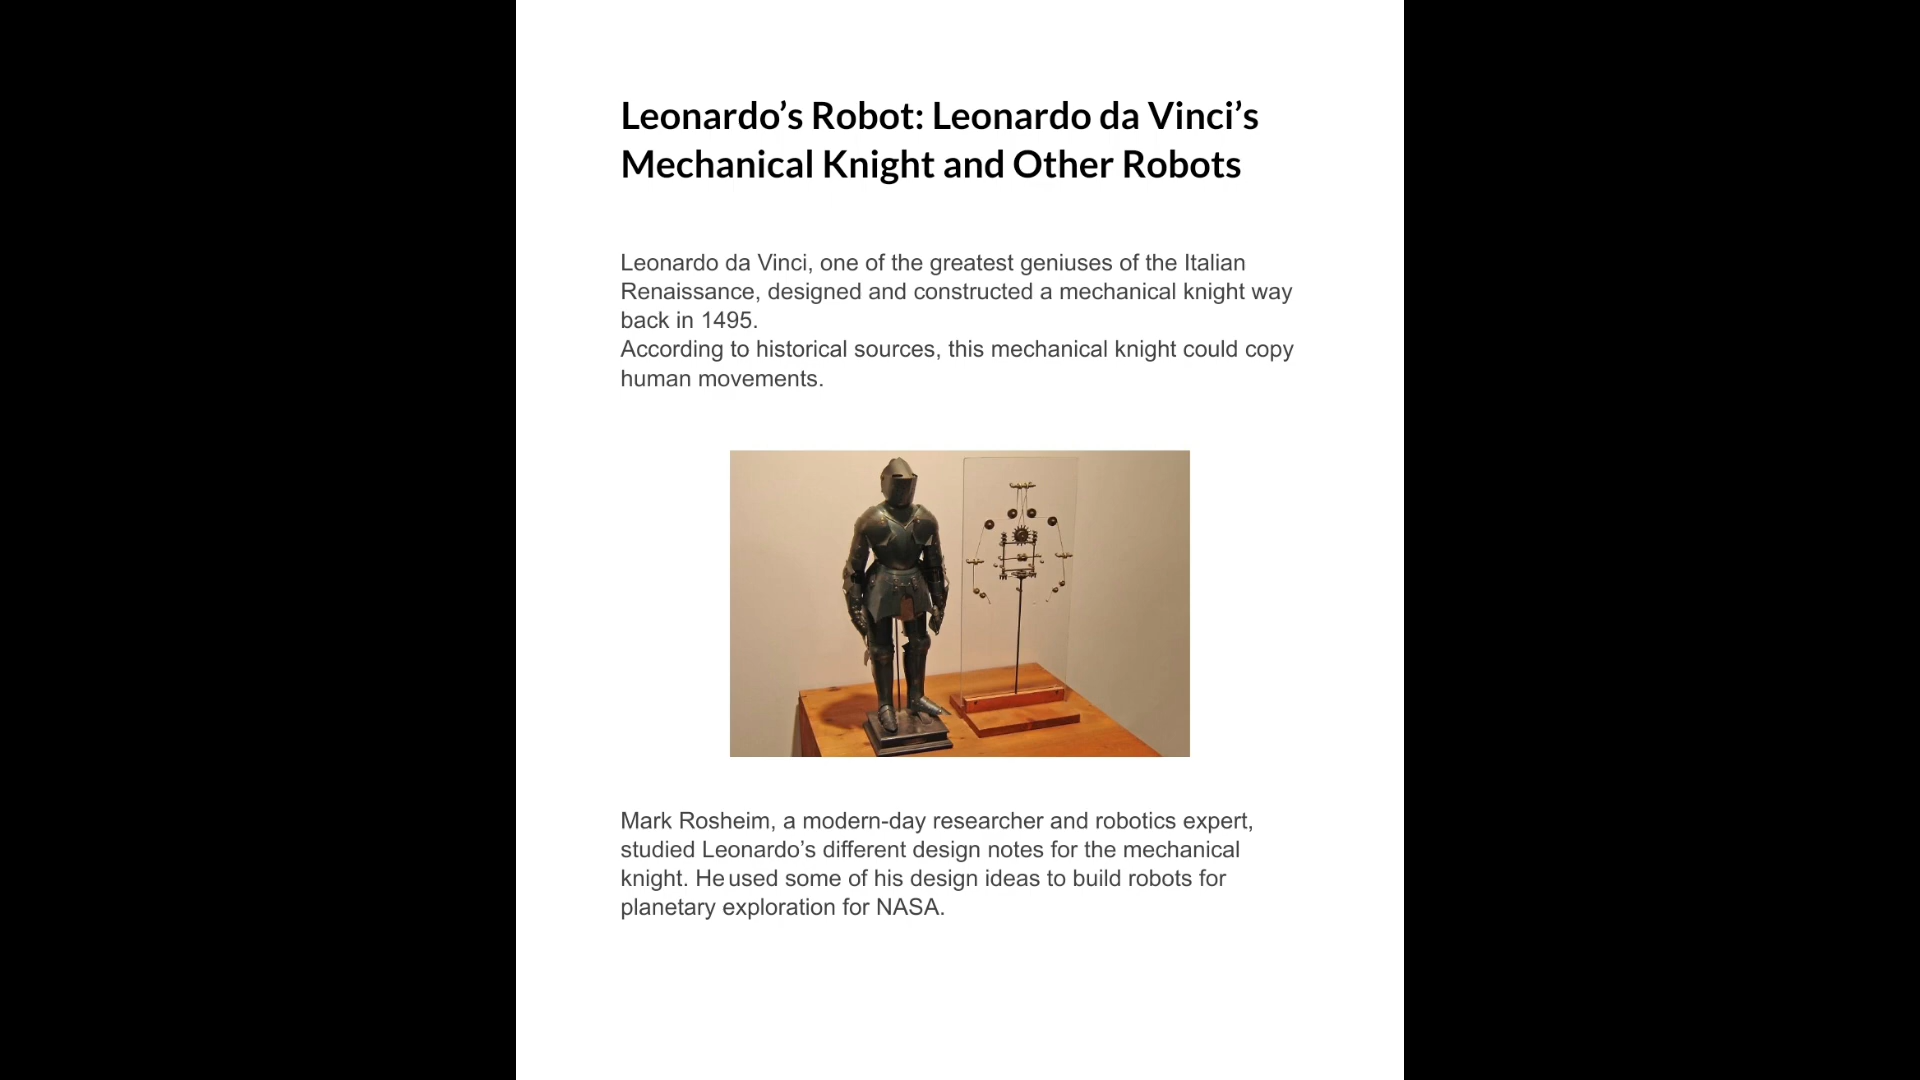 Leonardo’s Robot: Leonardo da Vinci’s
Mechanical Knight and Other Robots
Leonardo da Vinci, one of the greatest geniuses of the Italian
Renaissance, designed and constructed a mechanical knight way
back in 1495.
According to historical sources, this mechanical knight could copy
human movements.
Mark Rosheim, a modern-day researcher and robotics expert,
studied Leonardo’s different design notes for the mechanical
knight. He used some of his design ideas to build robots for
planetary exploration for NASA.